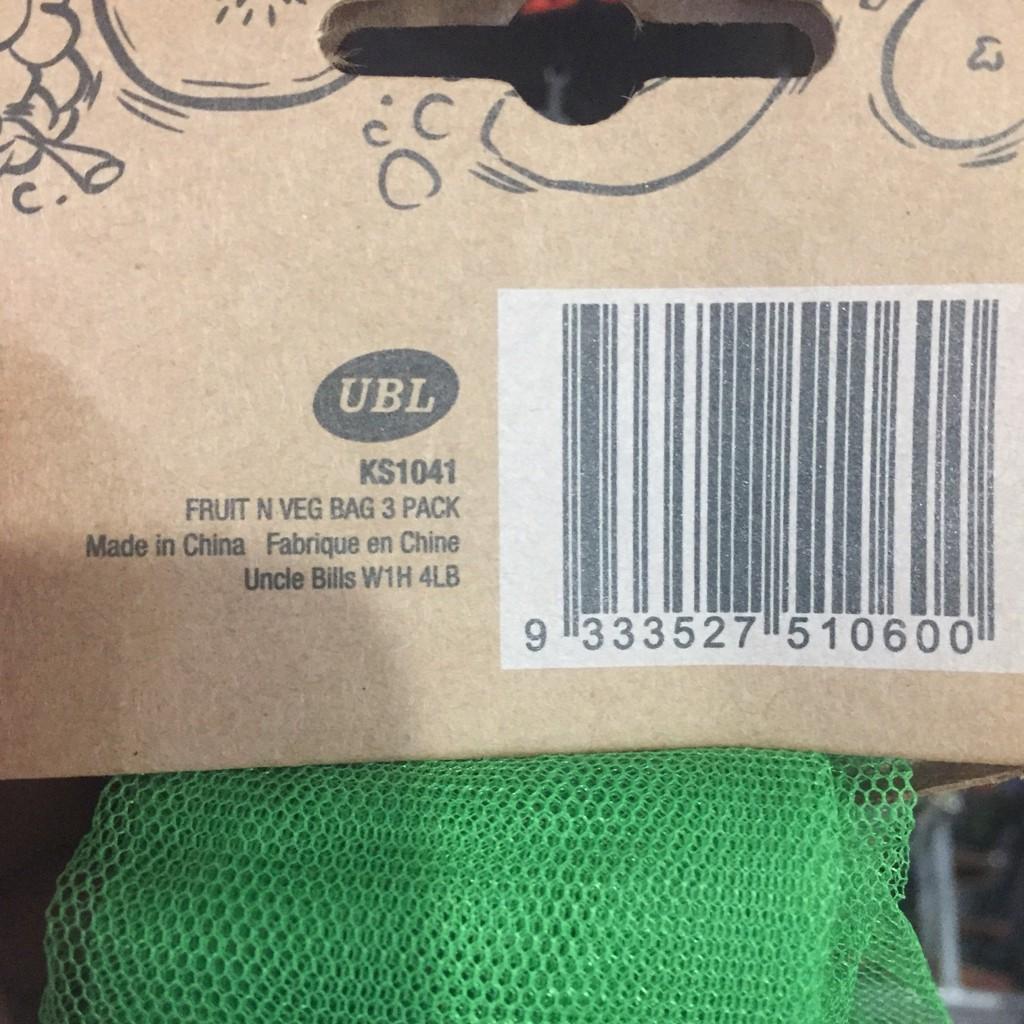 UBL
KS1041
FRUIT N VEG BAG 3 PACK
Made in China Fabrique en Chine
Uncle Bills W1H 4LB
9 333527 510600